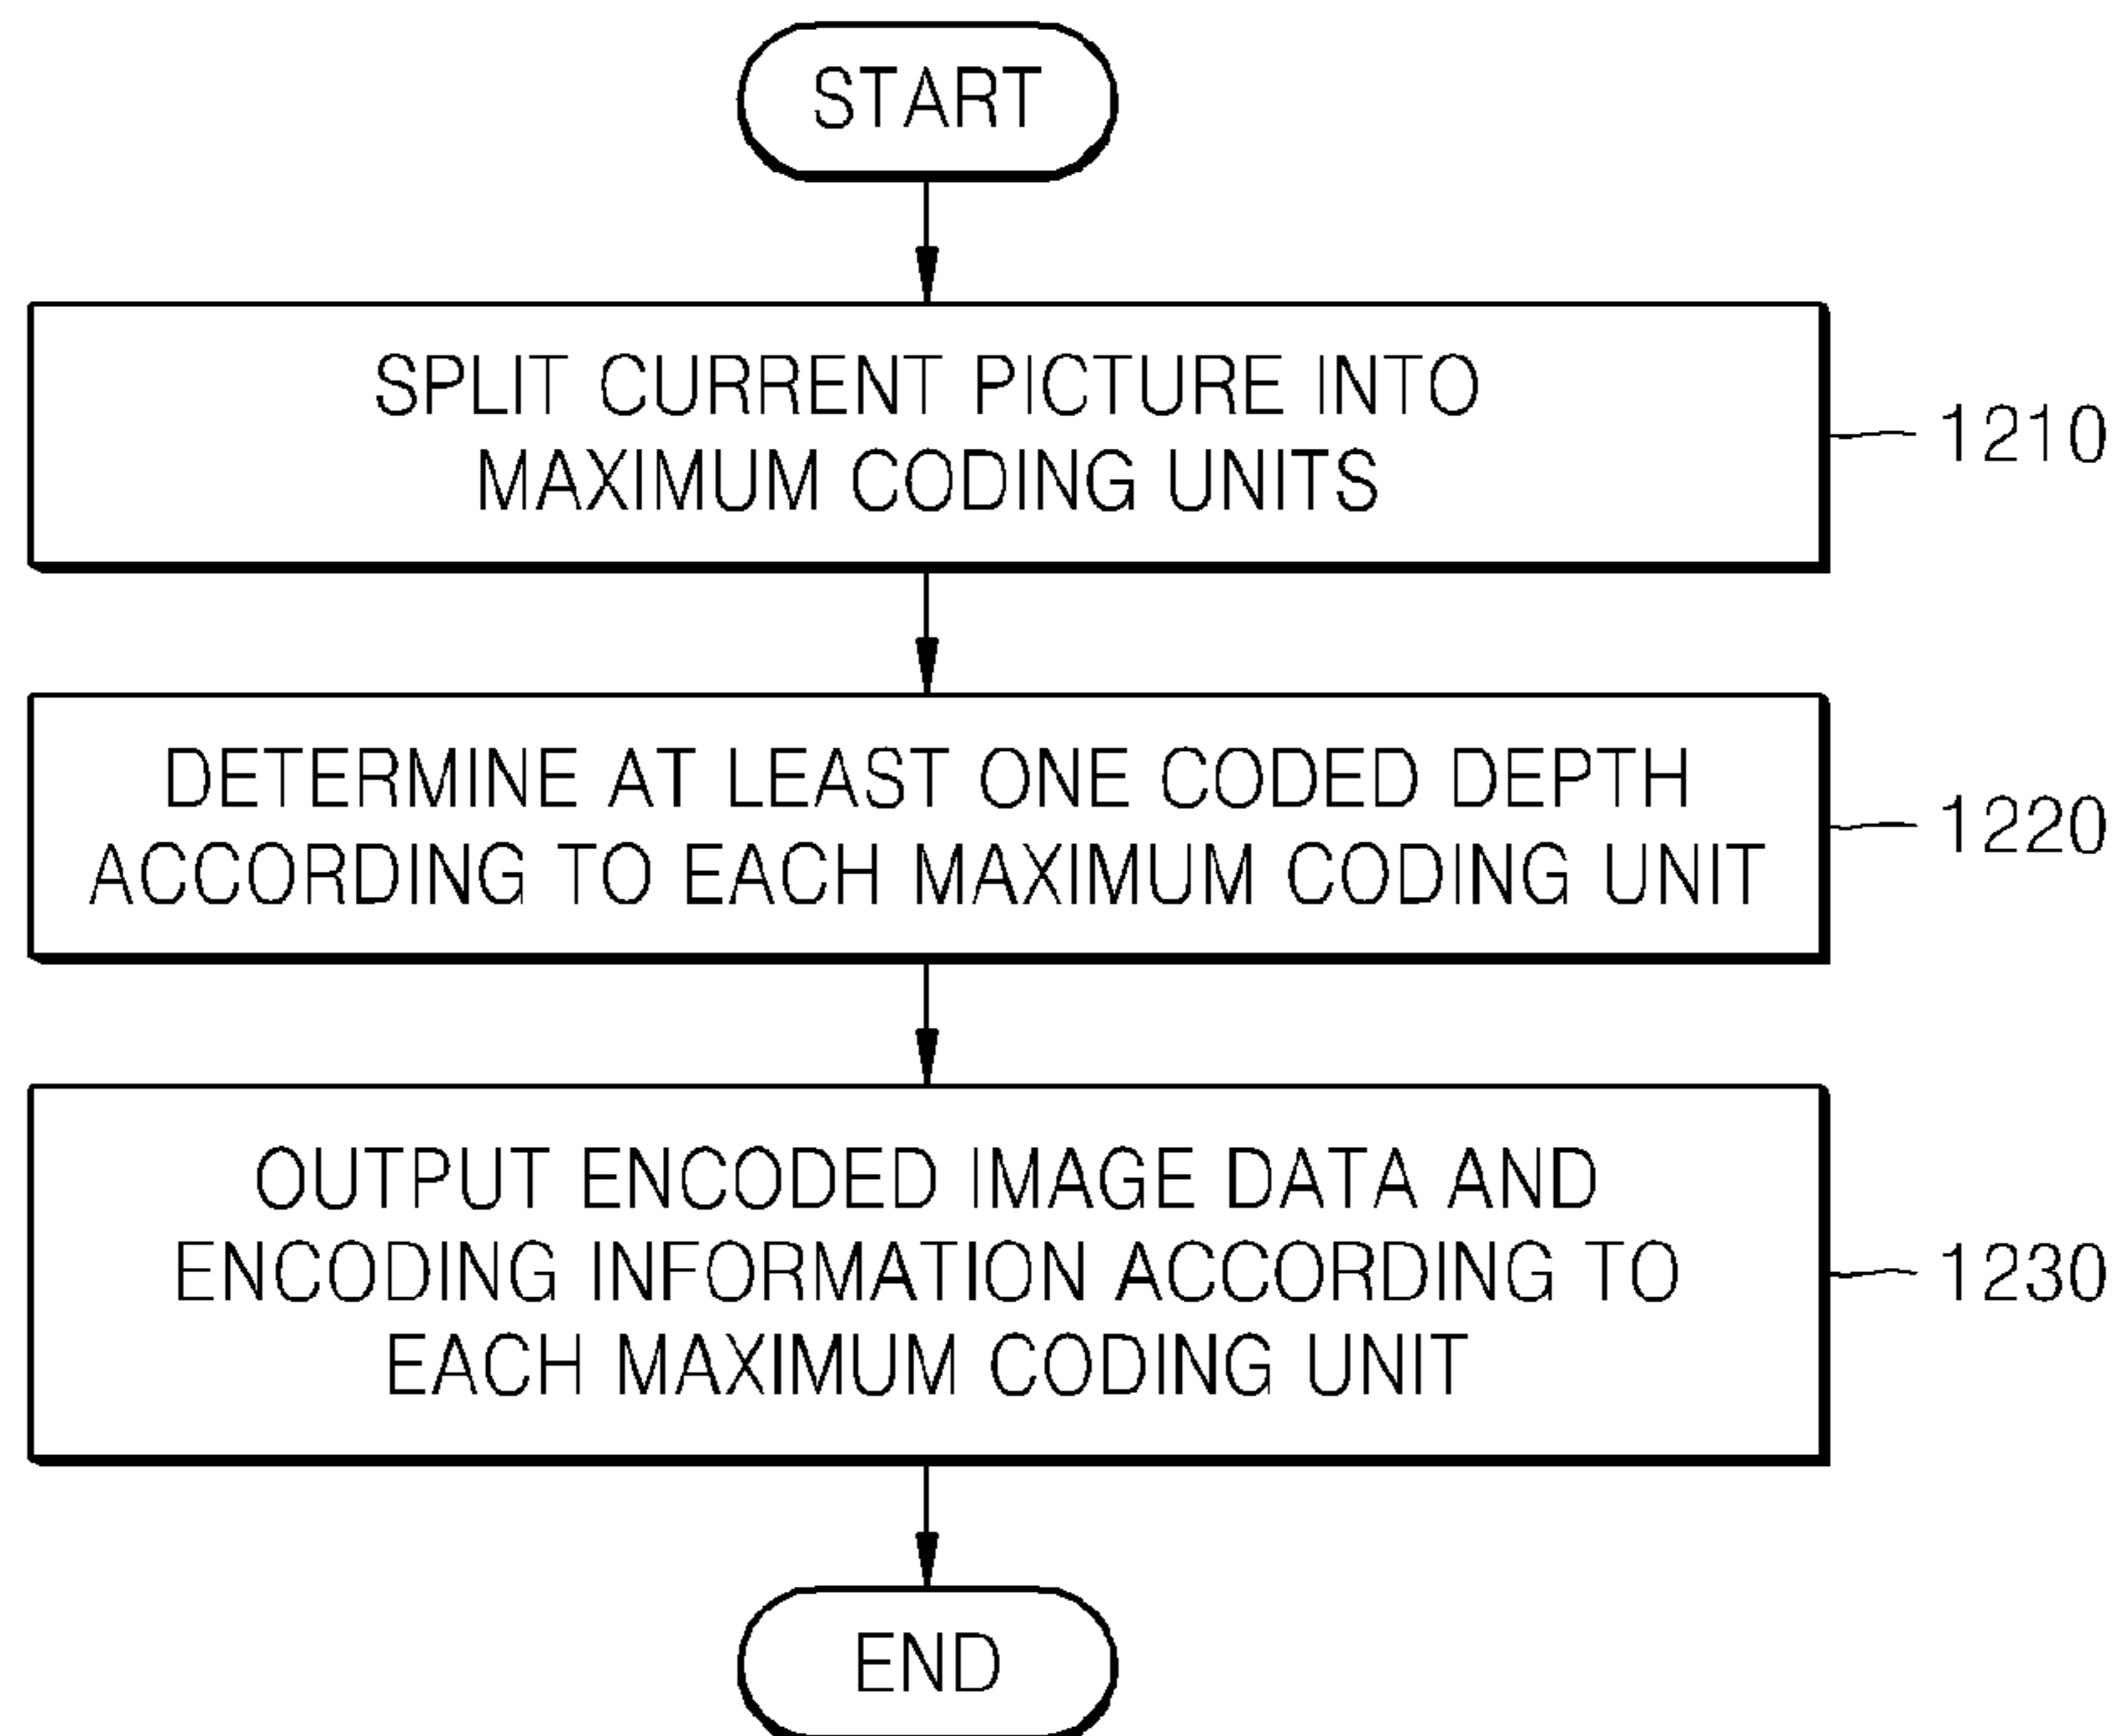 START
SPLIT CURRENT PICTURE INTO
MAXIMUM CODING UNITS
1210
DETERMINE AT LEAST ONE CODED DEPTH
ACCORDING TO EACH MAXIMUM CODING UNIT
1220
OUTPUT ENCODED IMAGE DATA AND
ENCODING INFORMATION ACCORDING TO
EACH MAXIMUM CODING UNIT
1230
END